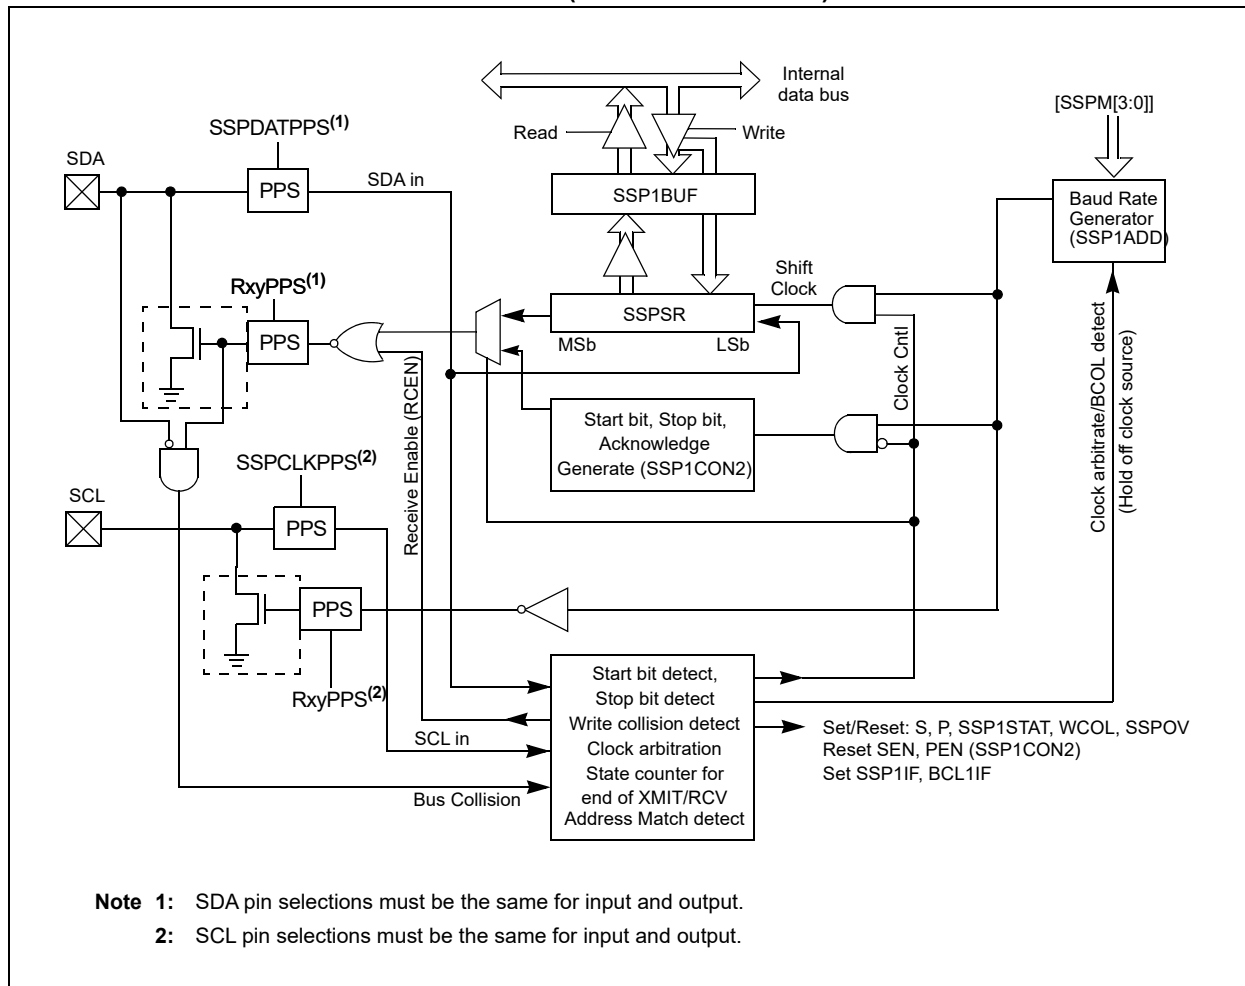 Internal
data bus
[SSPM[3:0]]
SSPDATPPS(1)
Read
Write
SDA
PPS
SDA in
SSP1BUF
Baud Rate
Generator
(SSP1ADD)
RxyPPS(1)
Shift
Clock
PPS
SSPSR
MSb
LSb
Clock Cntl
Receive Enable (RCEN)
Clock arbitrate/BCOL detect
(Hold off clock source)
Start bit, Stop bit,
Acknowledge
Generate (SSP1CON2)
SSPCLKPPS(2)
SCL
PPS
PPS
RxyPPS(2)
Start bit detect,
Stop bit detect
Write collision detect
Clock arbitration
State counter for
end of XMIT/RCV
Address Match detect
SCL in
Bus Collision
Set/Reset: S, P, SSP1STAT, WCOL, SSPOV
Reset SEN, PEN (SSP1CON2)
Set SSP1IF, BCL1IF
Note 1: SDA pin selections must be the same for input and output.
2: SCL pin selections must be the same for input and output.